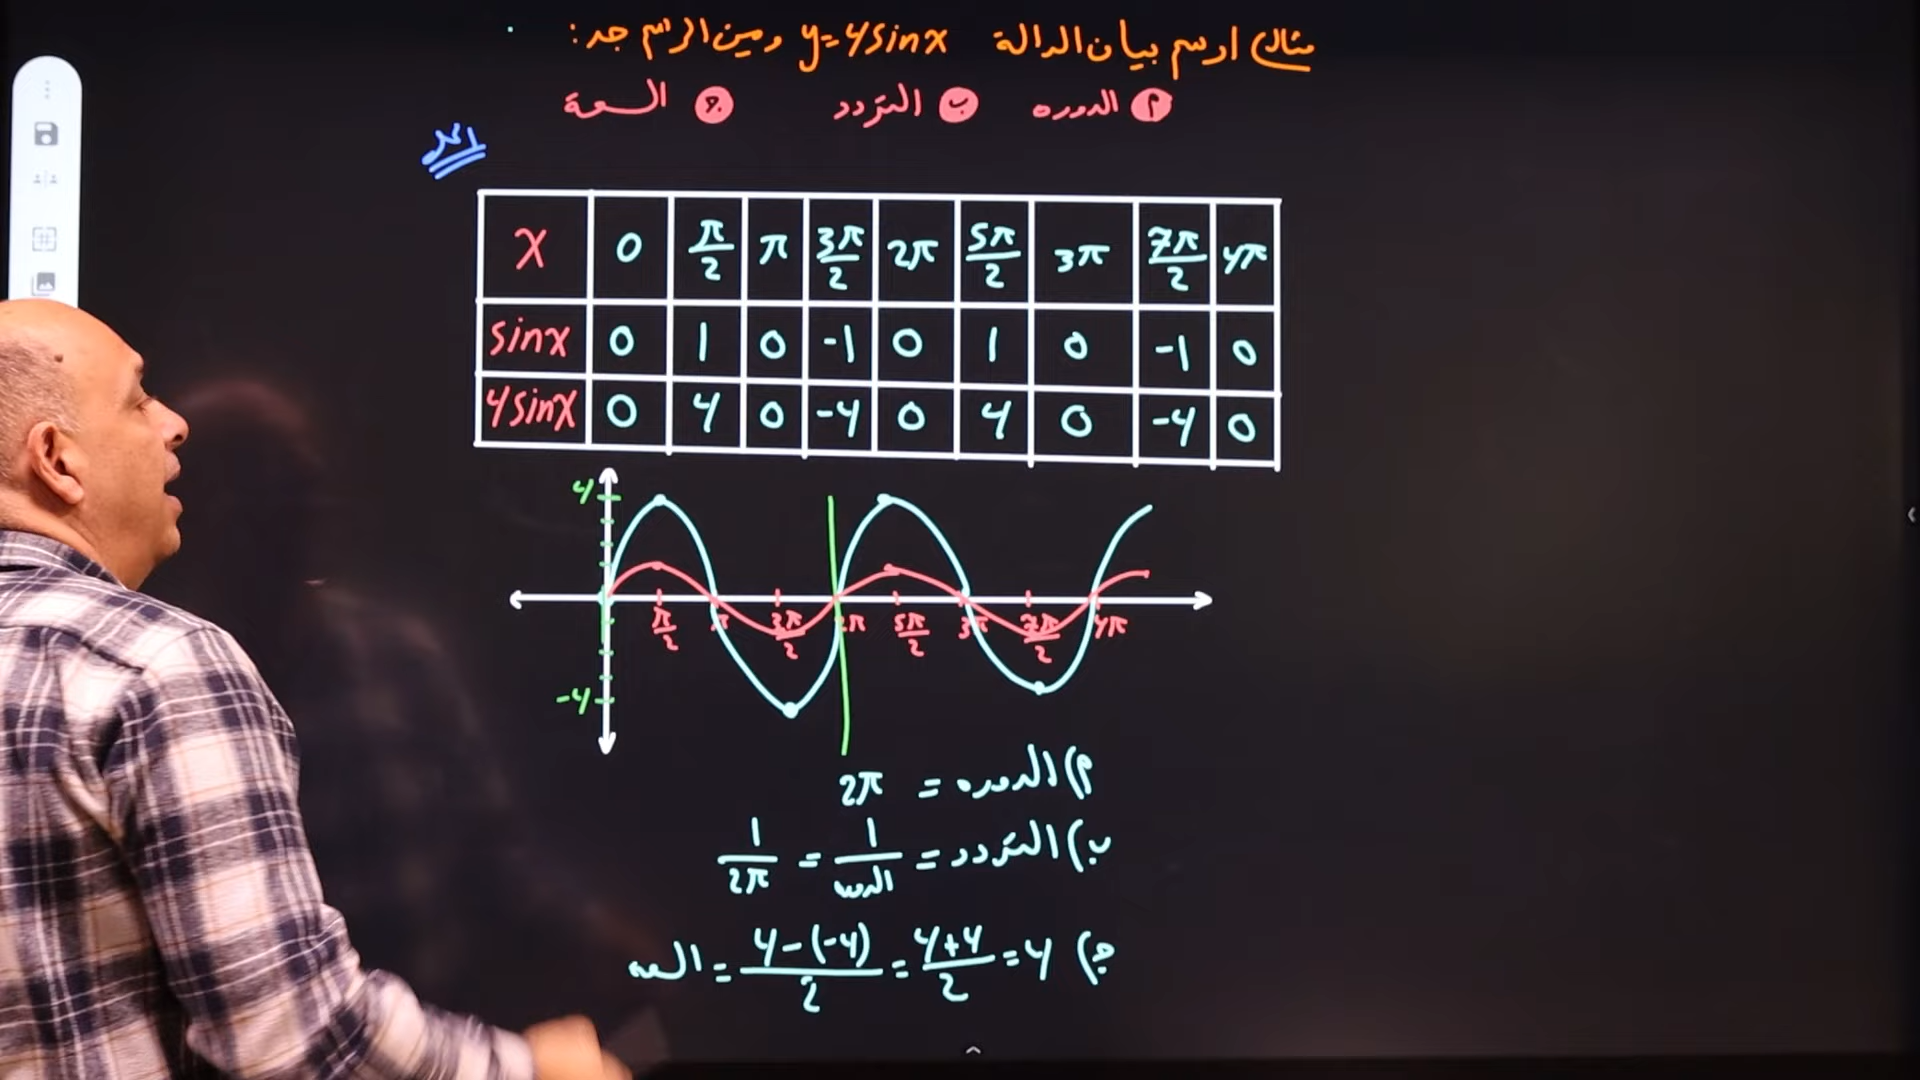 مثال ارسم بيان الدالة y=4sinx ومن الرسم جد:
أ الدوره ب التردد ج السعة
الحل
x 0 π/2 π 3π/2 2π 5π/2 3π 7π/2 4π
sinx 0 1 0 -1 0 1 0 -1 0
4sinx 0 4 0 -4 0 4 0 -4 0
4
π/2 π 3π/2 2π 5π/2 3π 7π/2 4π
-4
أ) الدوره = 2π
ب) التردد = 1/الدوره = 1/2π
ج) السعه = (4-(-4))/2 = (4+4)/2 = 4